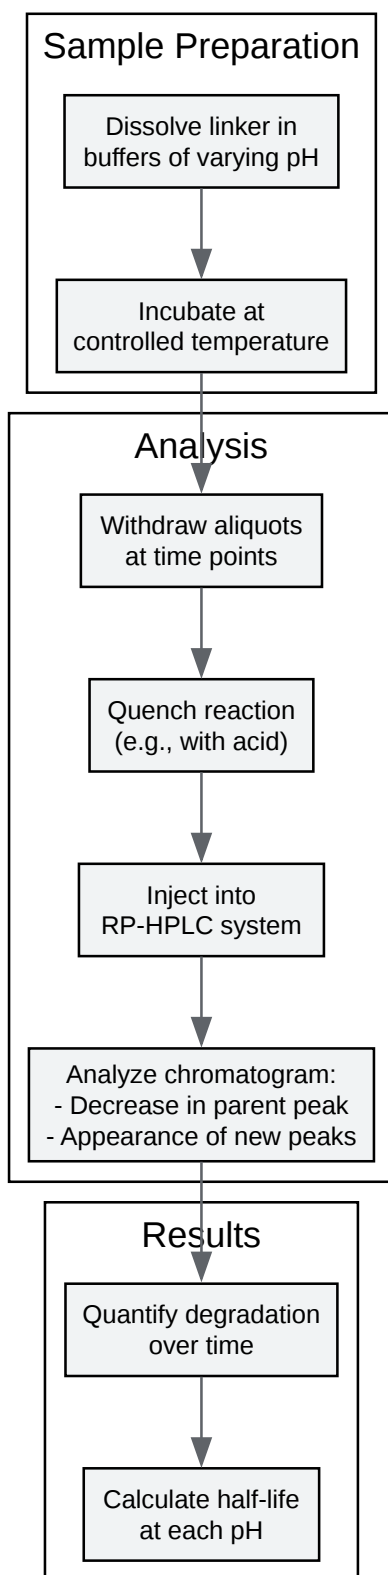 Sample Preparation
Dissolve linker in
buffers of varying pH
Incubate at
controlled temperature
Analysis
Withdraw aliquots
at time points
Quench reaction
(e.g., with acid)
Inject into
RP-HPLC system
Analyze chromatogram:
- Decrease in parent peak
- Appearance of new peaks
Results
Quantify degradation
over time
Calculate half-life
at each pH